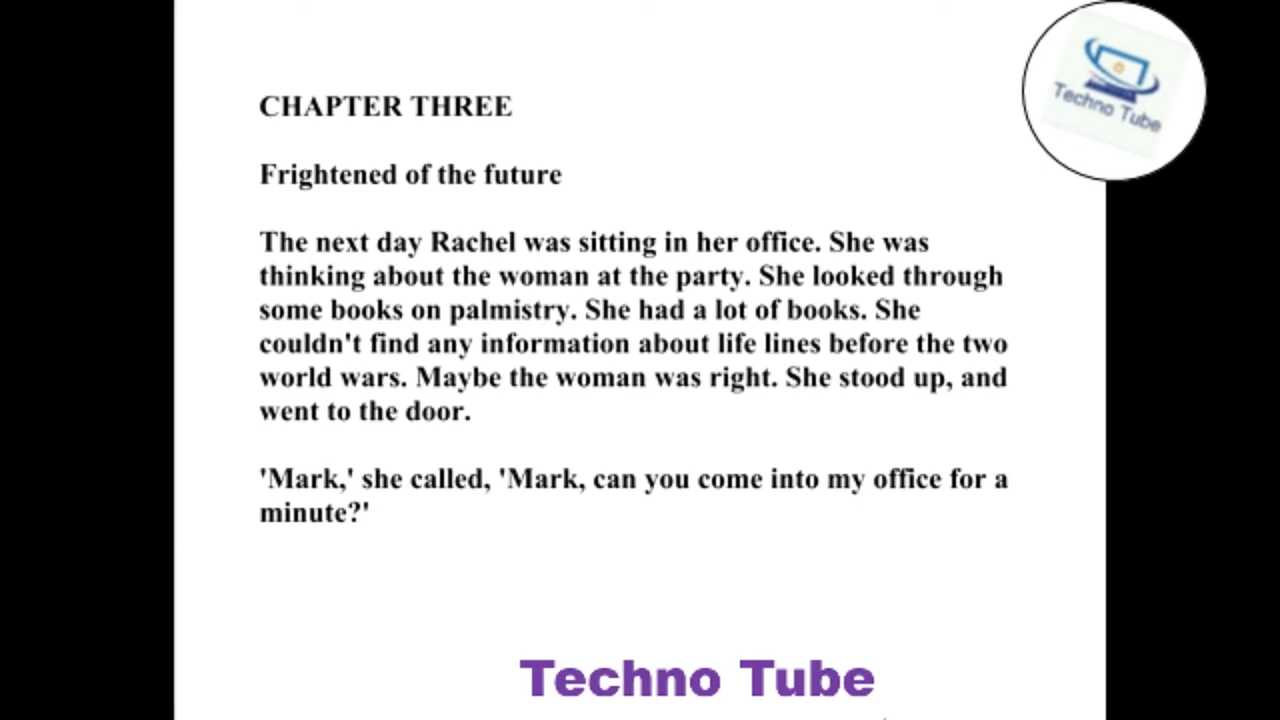 Techno Tube
CHAPTER THREE
Frightened of the future
The next day Rachel was sitting in her office. She was
thinking about the woman at the party. She looked through
some books on palmistry. She had a lot of books. She
couldn't find any information about life lines before the two
world wars. Maybe the woman was right. She stood up, and
went to the door.
'Mark,' she called, 'Mark, can you come into my office for a
minute?'
Techno Tube